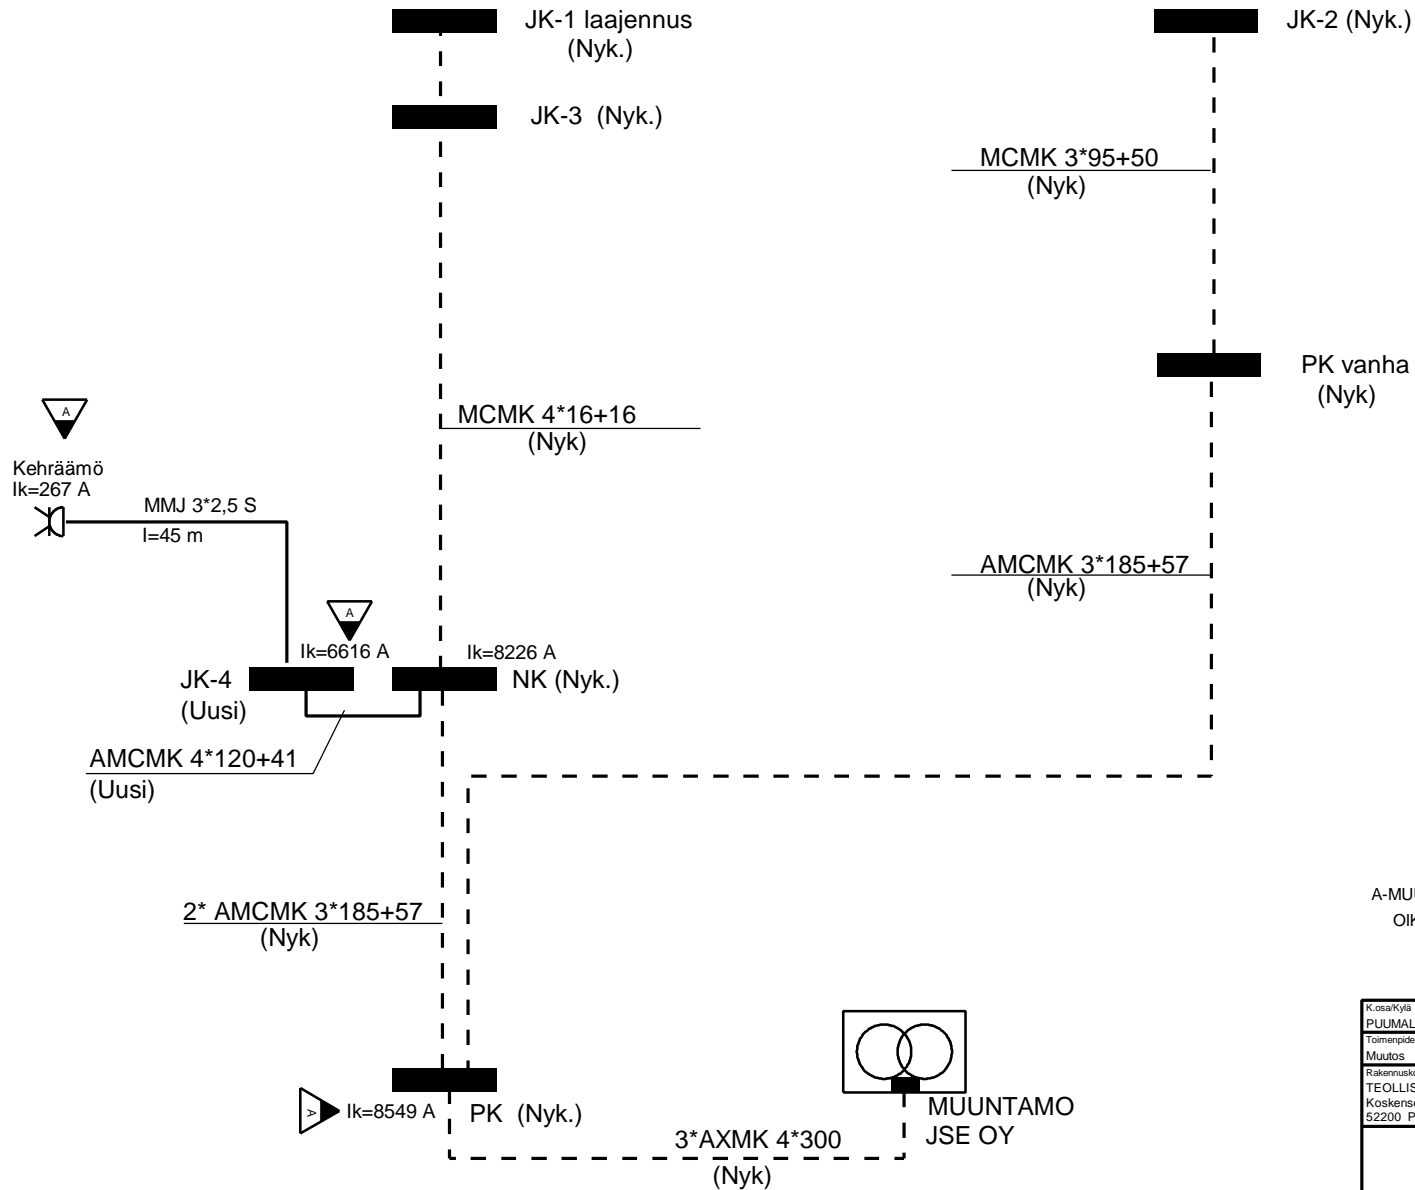 JK-1 laajennus
(Nyk.)
JK-2 (Nyk.)
JK-3 (Nyk.)
MCMK 3*95+50
(Nyk)
PK vanha
(Nyk)
A
MCMK 4*16+16
(Nyk)
Kehräämö
Ik=267 A
MMJ 3*2,5 S
l=45 m
AMCMK 3*185+57
(Nyk)
A
Ik=6616 A
Ik=8226 A
JK-4
(Uusi)
NK (Nyk.)
AMCMK 4*120+41
(Uusi)
2* AMCMK 3*185+57
(Nyk)
A
Ik=8549 A
PK (Nyk.)
MUUNTAMO
JSE OY
3*AXMK 4*300
(Nyk)
K.osa/Kylä
Toimenpide
Muutos
52200